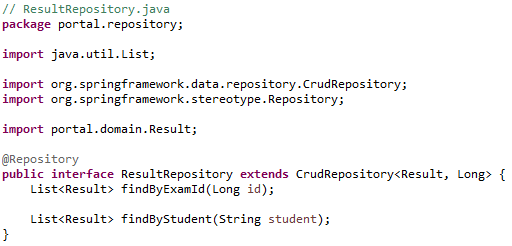 // ResultRepository.java
package portal.repository;
import java.util.List;
import org.springframework.data.repository.CrudRepository;
import org.springframework.stereotype.Repository;
import portal.domain.Result;
@Repository
public interface ResultRepository extends CrudRepository<Result, Long> {
    List<Result> findByExamId(Long id);
    List<Result> findByStudent(String student);
}